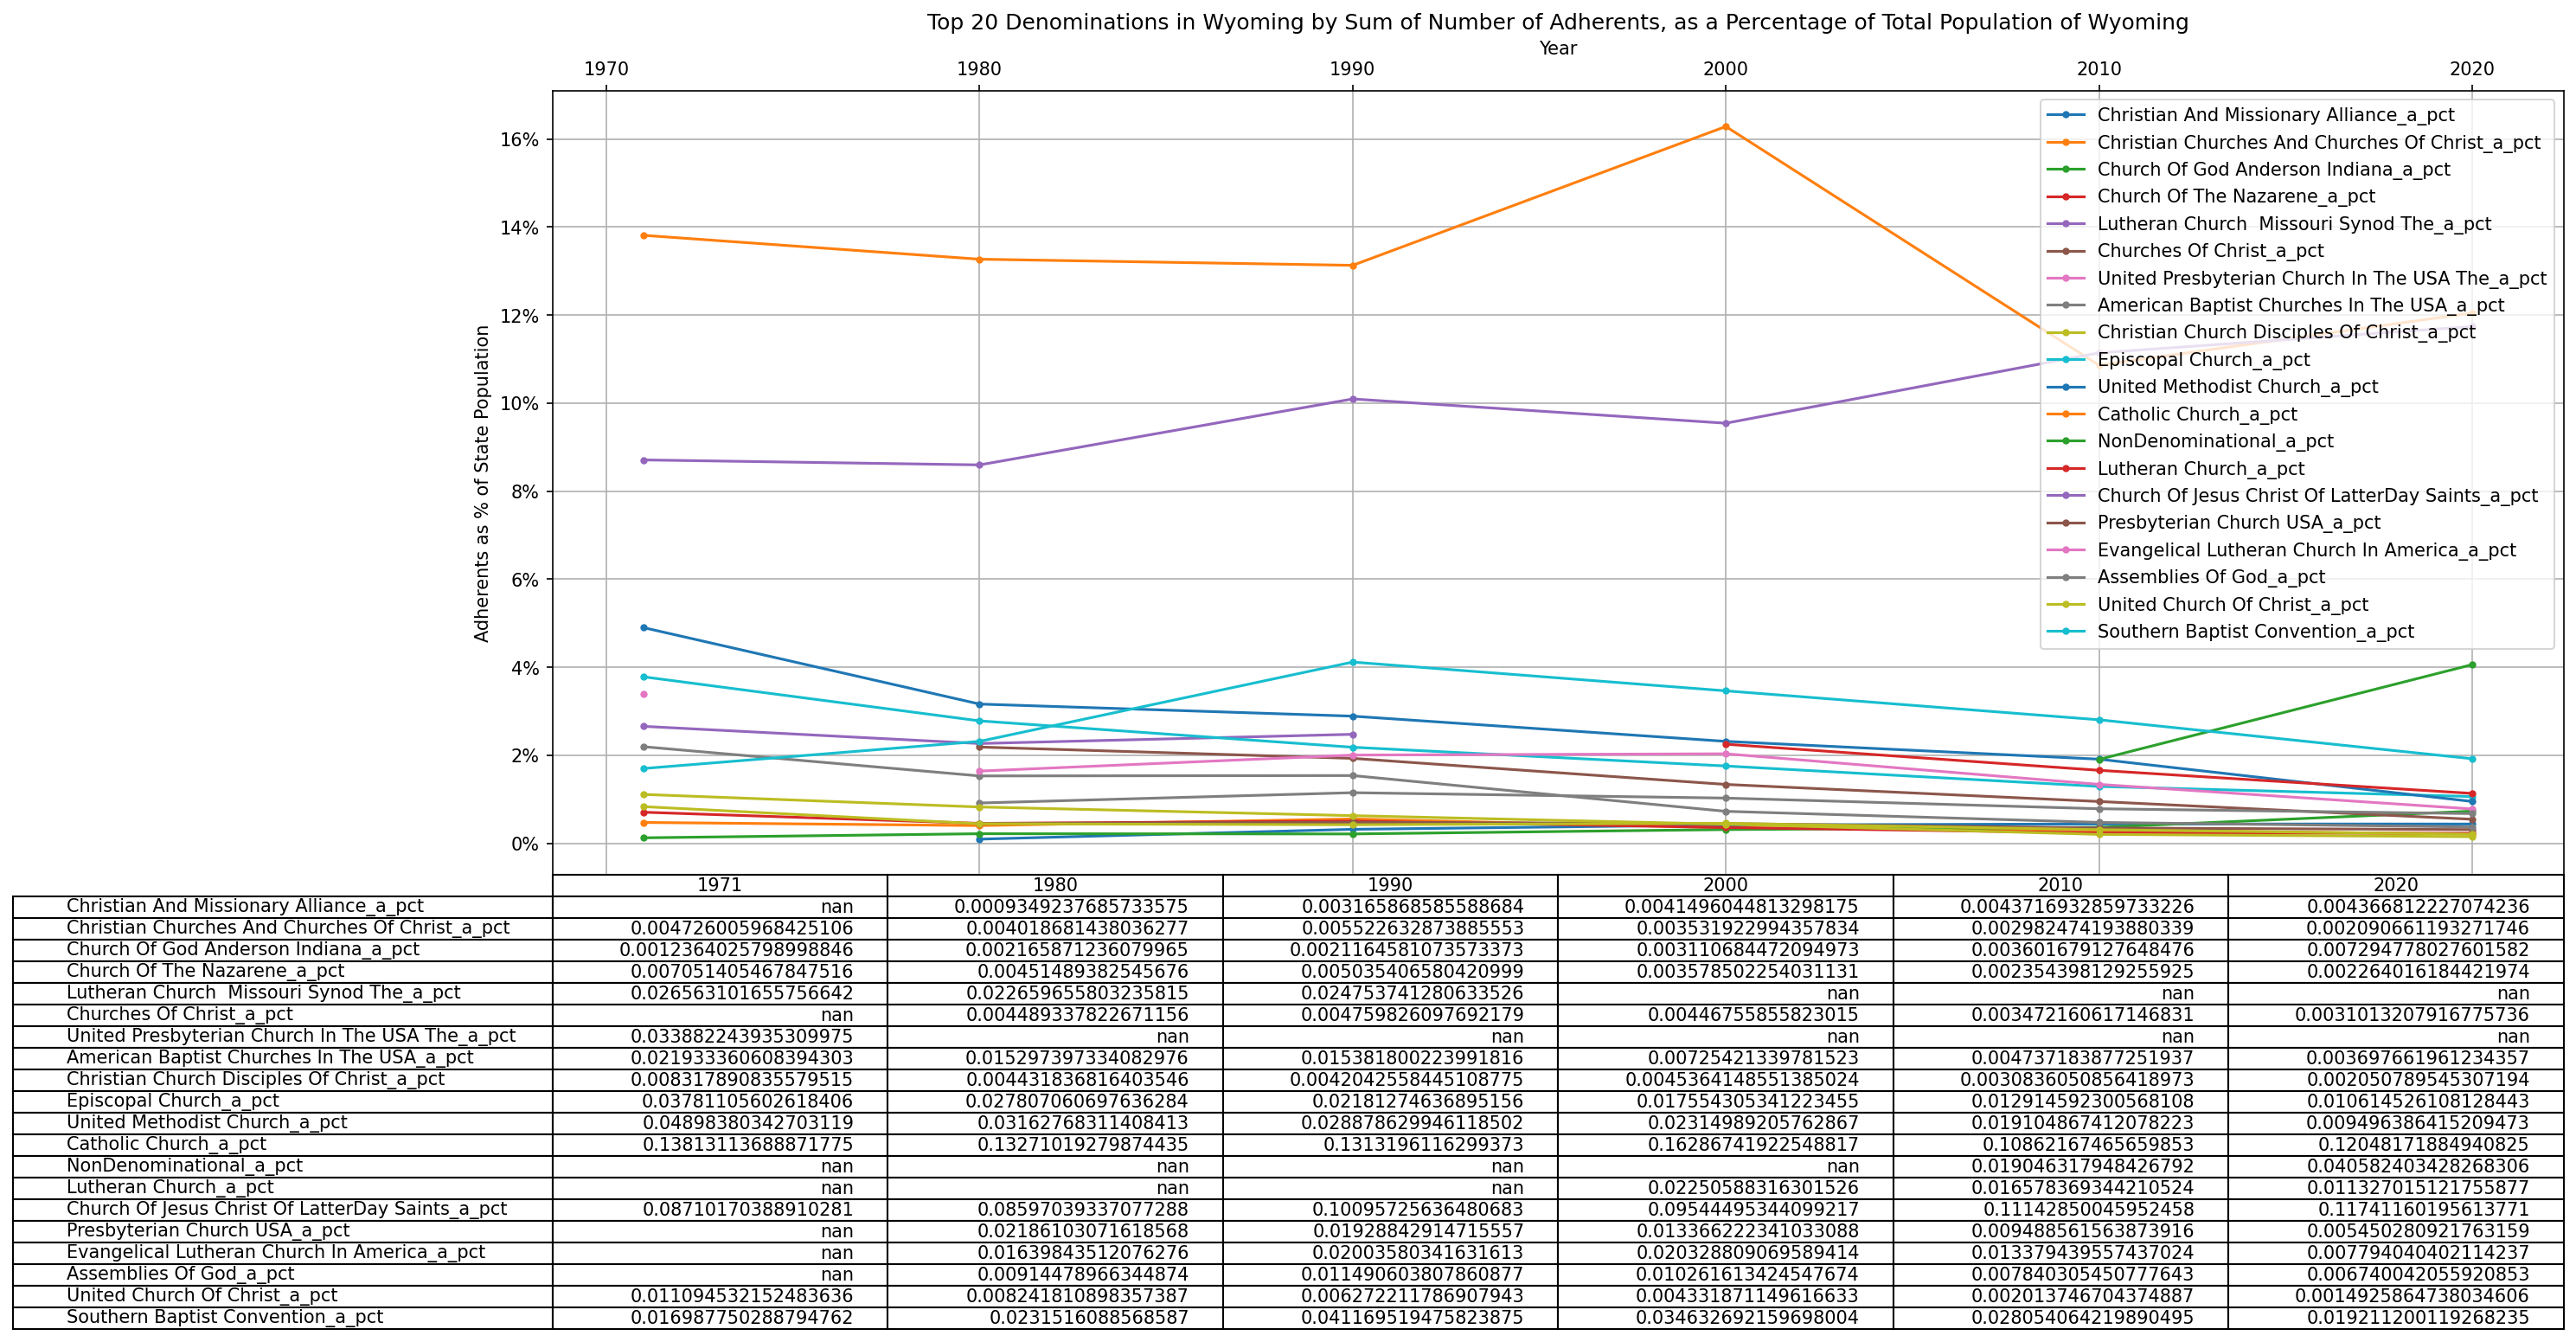 Top 20 Denominations in Wyoming by Sum of Number of Adherents, as a Percentage of Total Population of Wyoming
Year
1970 1980 1990 2000 2010 2020
Adherents as % of State Population
16%
14%
12%
10%
8%
6%
4%
2%
0%
Christian And Missionary Alliance_a_pct
Christian Churches And Churches Of Christ_a_pct
Church Of God Anderson Indiana_a_pct
Church Of The Nazarene_a_pct
Lutheran Church  Missouri Synod The_a_pct
Churches Of Christ_a_pct
United Presbyterian Church In The USA The_a_pct
American Baptist Churches In The USA_a_pct
Christian Church Disciples Of Christ_a_pct
Episcopal Church_a_pct
United Methodist Church_a_pct
Catholic Church_a_pct
NonDenominational_a_pct
Lutheran Church_a_pct
Church Of Jesus Christ Of LatterDay Saints_a_pct
Presbyterian Church USA_a_pct
Evangelical Lutheran Church In America_a_pct
Assemblies Of God_a_pct
United Church Of Christ_a_pct
Southern Baptist Convention_a_pct
1971 1980 1990 2000 2010 2020
Christian And Missionary Alliance_a_pct nan 0.0009349237685733575 0.003165868585588684 0.0041496044813298175 0.0043716932859733226 0.004366812227074236
Christian Churches And Churches Of Christ_a_pct 0.004726005968425106 0.004018681438036277 0.005522632873885553 0.003531922994357834 0.002982474193880339 0.002090661193271746
Church Of God Anderson Indiana_a_pct 0.0012364025798998846 0.002165871236079965 0.0021164581073573373 0.003110684472094973 0.003601679127648476 0.007294778027601582
Church Of The Nazarene_a_pct 0.007051405467847516 0.00451489382545676 0.005035406580420999 0.003578502254031131 0.002354398129255925 0.00226401618442197​4
Lutheran Church  Missouri Synod The_a_pct 0.026563101655756642 0.022659655803235815 0.024753741280633526 nan nan nan
Churches Of Christ_a_pct nan 0.004489337822671156 0.004759826097692179 0.00446755855823015 0.003472160617146831 0.0031013207916775736
United Presbyterian Church In The USA The_a_pct 0.033882243935309975 nan nan nan nan nan
American Baptist Churches In The USA_a_pct 0.021933360608394303 0.015297397334082976 0.015381800223991816 0.00725421339781523 0.004737183877251937 0.003697661961234357
Christian Church Disciples Of Christ_a_pct 0.008317890835579515 0.004431836816403546 0.0042042558445108775 0.0045364148551385024 0.0030836050856418973 0.002050789545307194
Episcopal Church_a_pct 0.03781105602618406 0.027807060697636284 0.02181274636895156 0.017554305341223455 0.012914592300568108 0.010614526108128443
United Methodist Church_a_pct 0.04898380342703119 0.03162768311408413 0.028878629946118502 0.02314989205762867 0.019104867412078223 0.009496386415209473
Catholic Church_a_pct 0.13813113688871775 0.13271019279874435 0.1313196116299373 0.16286741922548817 0.10862167465659853 0.12048171884940825
NonDenominational_a_pct nan nan nan nan 0.019046317948426792 0.040582403428268306
Lutheran Church_a_pct nan nan nan 0.02250588316301526 0.016578369344210524 0.011327015121755877
Church Of Jesus Christ Of LatterDay Saints_a_pct 0.08710170388910281 0.08597039337077288 0.10095725636480683 0.09544495344099217 0.11142850045952458 0.11741160195613771
Presbyterian Church USA_a_pct nan 0.02186103071618568 0.01928842914715557 0.013366222341033088 0.009488561563873916 0.005450280921763159
Evangelical Lutheran Church In America_a_pct nan 0.01639843512076276 0.02003580341631613 0.020328809069589414 0.013379439557437024 0.007794040402114237
Assemblies Of God_a_pct nan 0.00914478966344874 0.011490603807860877 0.010261613424547674 0.007840305450777643 0.006740042055920853
United Church Of Christ_a_pct 0.011094532152483636 0.008241810898357387 0.006272211786907943 0.004331871149616633 0.002013746704374887 0.0014925864738034606
Southern Baptist Convention_a_pct 0.016987750288794762 0.0231516088568587 0.041169519475823875 0.034632692159698004 0.028054064219890495 0.019211200119268235